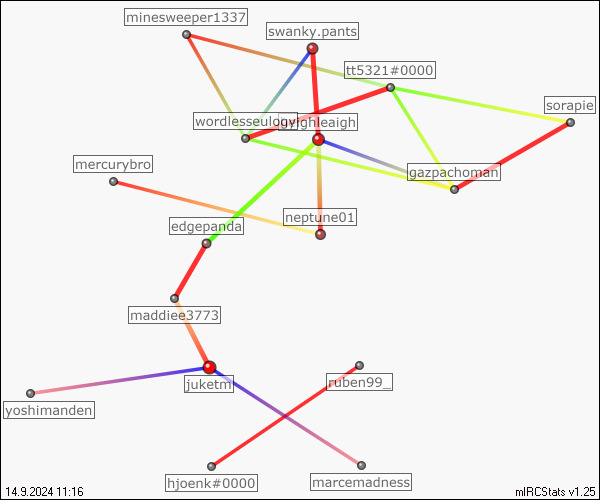 minesweeper1337
swanky.pants
tt5321#0000
sorapie
wordlesseulogy
leighleaigh
mercurybro
gazpachoman
neptune01
edgepanda
maddiee3773
juketm
ruben99_
yoshimanden
hjoenk#0000
marcemadness
14.9.2024 11:16
mIRCStats v1.25